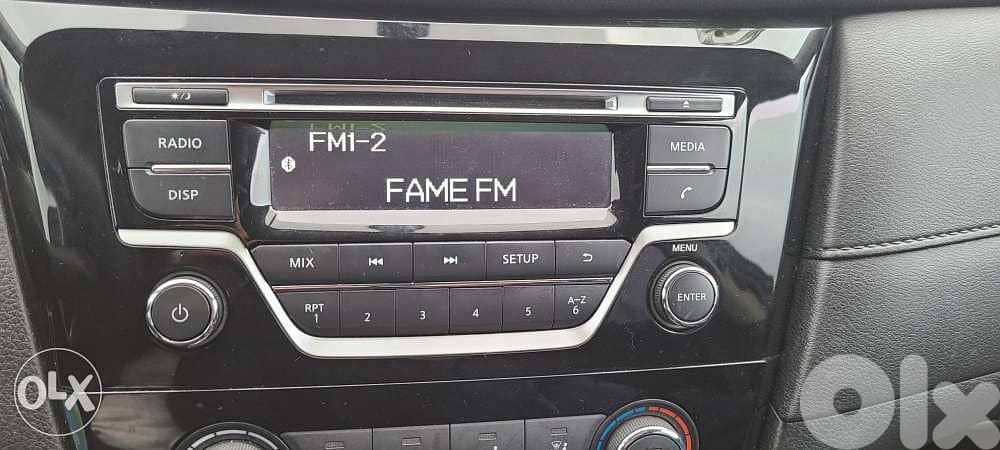 RADIO
FM1-2
MEDIA
DISP
FAME FM
MIX
SETUP
MENU
RPT
1
2
3
4
5
A-Z
6
ENTER
OLX
OLX